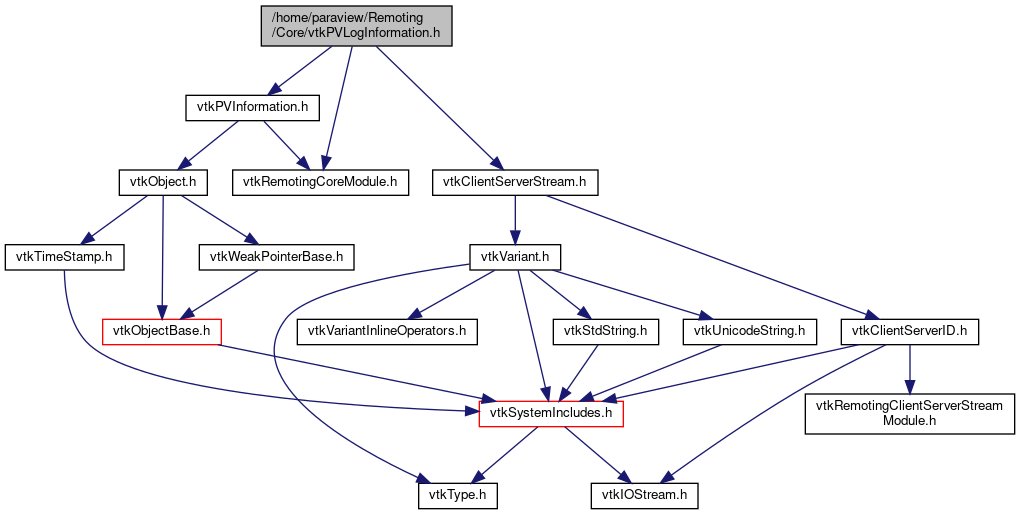 /home/paraview/Remoting
/Core/vtkPVLogInformation.h
vtkPVInformation.h
vtkObject.h
vtkRemotingCoreModule.h
vtkClientServerStream.h
vtkTimeStamp.h
vtkWeakPointerBase.h
vtkVariant.h
vtkObjectBase.h
vtkVariantInlineOperators.h
vtkStdString.h
vtkUnicodeString.h
vtkClientServerID.h
vtkSystemIncludes.h
vtkRemotingClientServerStream
Module.h
vtkType.h
vtkIOStream.h